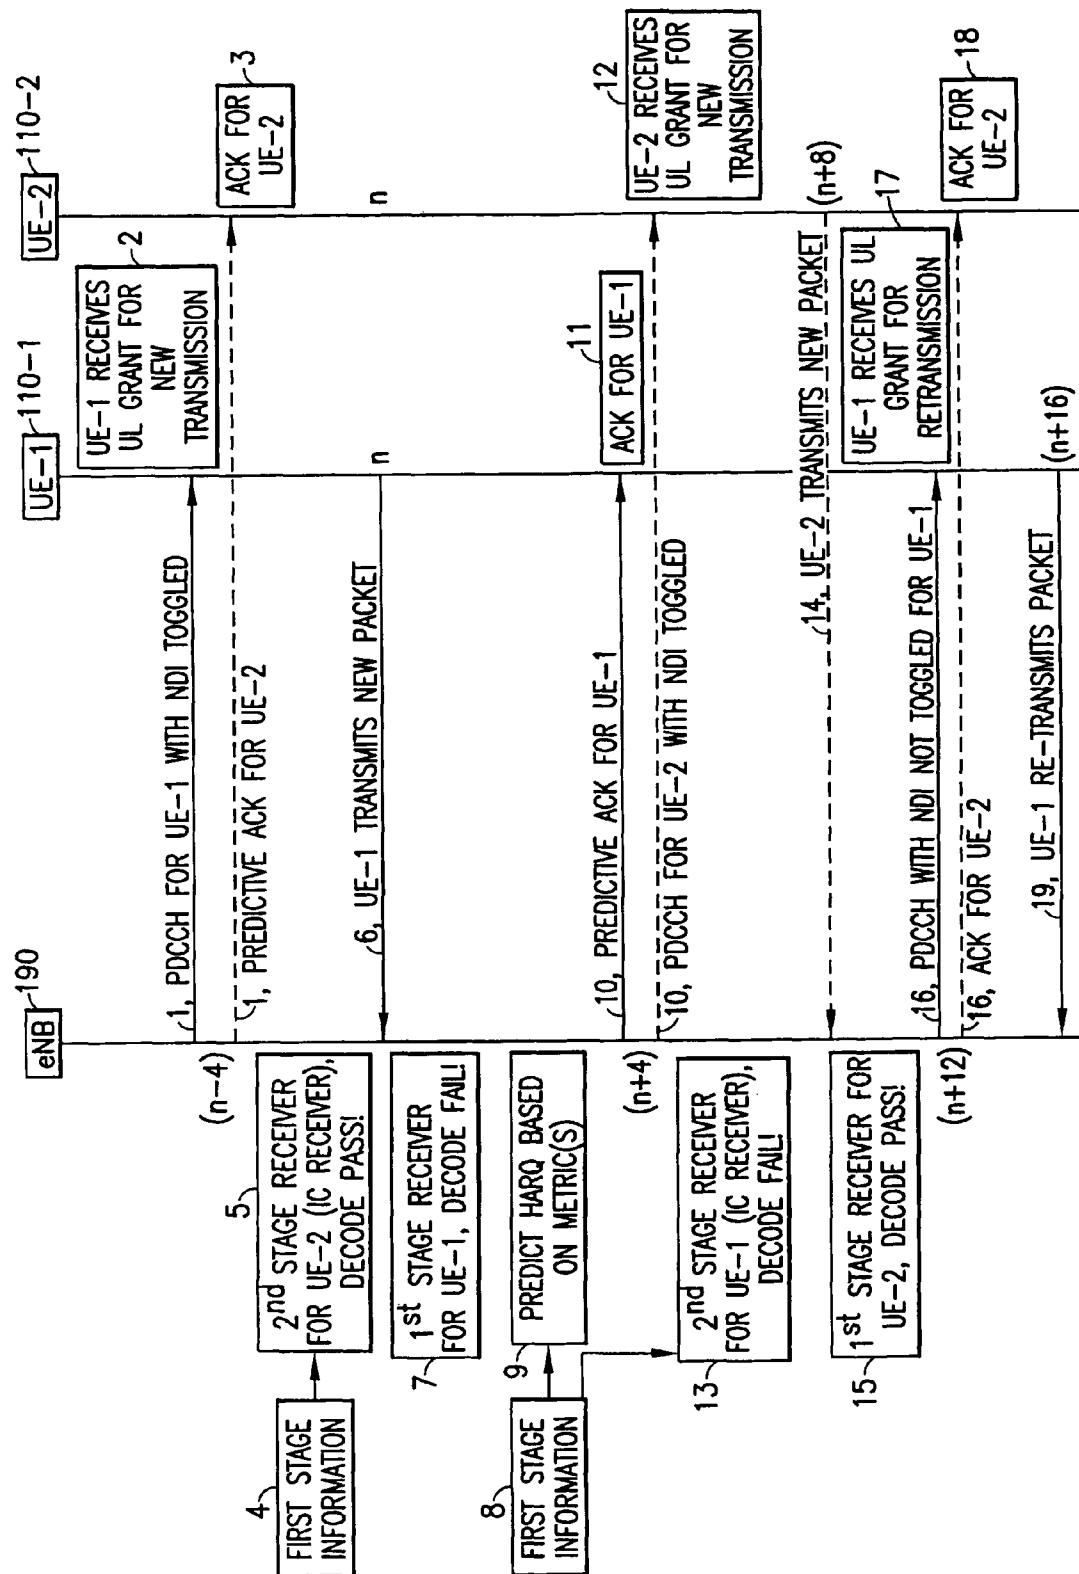 eNB
190
UE-1
110-1
UE-2
110-2
1, PDCCH FOR UE-1 WITH NDI TOGGLED
UE-1 RECEIVES
UL GRANT FOR
NEW
TRANSMISSION
2
(n-4)
1, PREDICTIVE ACK FOR UE-2
ACK FOR
UE-2
3
FIRST STAGE
INFORMATION
4
2nd STAGE RECEIVER
FOR UE-2 (IC RECEIVER),
DECODE PASS!
5
6, UE-1 TRANSMITS NEW PACKET
n
n
1st STAGE RECEIVER
FOR UE-1, DECODE FAIL!
7
FIRST STAGE
INFORMATION
8
PREDICT HARQ BASED
ON METRIC(S)
9
(n+4)
10, PREDICTIVE ACK FOR UE-1
ACK FOR UE-1
11
10, PDCCH FOR UE-2 WITH NDI TOGGLED
UE-2 RECEIVES
UL GRANT FOR
NEW
TRANSMISSION
12
2nd STAGE RECEIVER
FOR UE-1 (IC RECEIVER),
DECODE FAIL!
13
14, UE-2 TRANSMITS NEW PACKET
(n+8)
1st STAGE RECEIVER FOR
UE-2, DECODE PASS!
15
(n+12)
16, PDCCH WITH NDI NOT TOGGLED FOR UE-1
UE-1 RECEIVES UL
GRANT FOR
RETRANSMISSION
17
16, ACK FOR UE-2
ACK FOR
UE-2
18
19, UE-1 RE-TRANSMITS PACKET
(n+16)